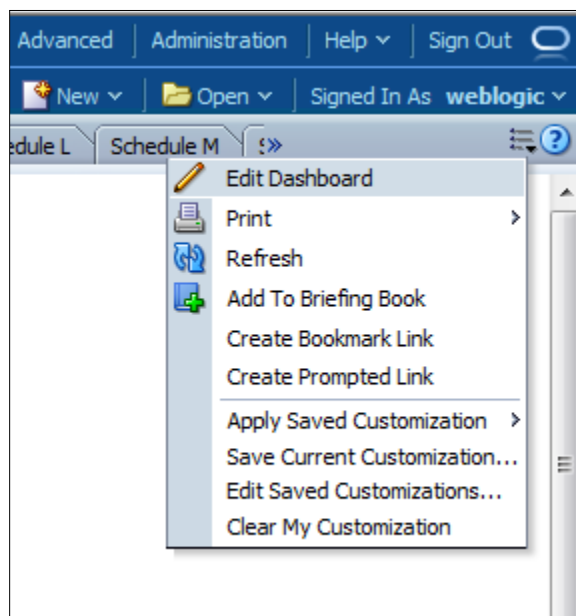 Advanced Administration Help Sign Out
New Open Signed In As weblogic
edule L Schedule M
Edit Dashboard
Print
Refresh
Add To Briefing Book
Create Bookmark Link
Create Prompted Link
Apply Saved Customization
Save Current Customization...
Edit Saved Customizations...
Clear My Customization